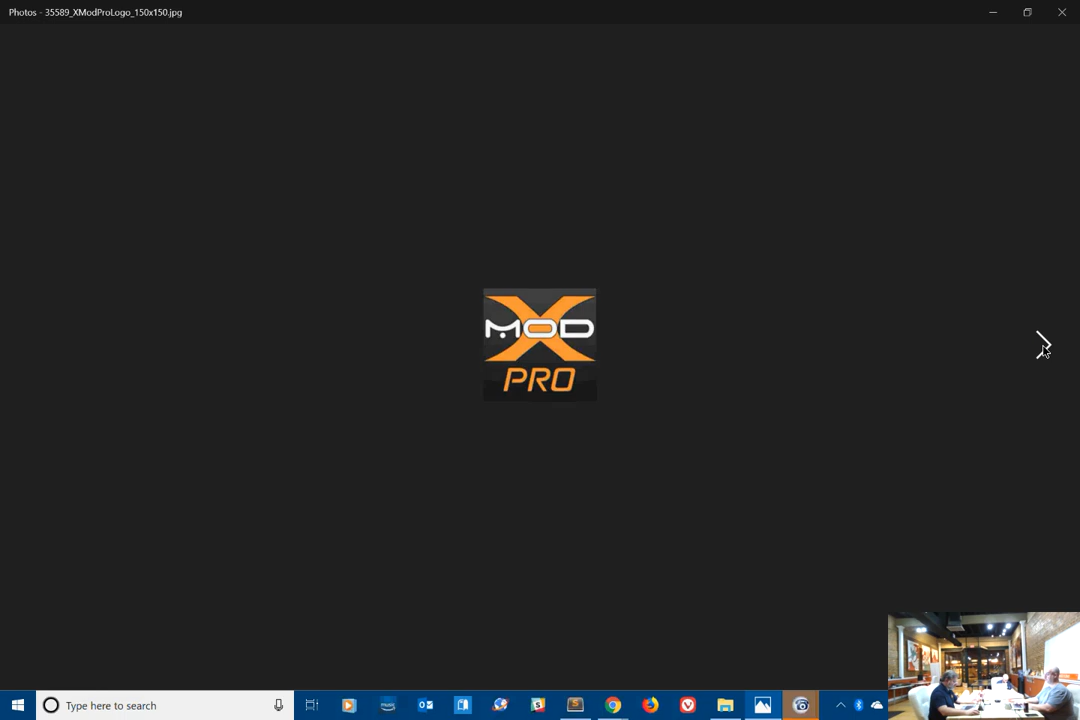 Photos - 35589_XModProLogo_150x150.jpg
MOD
PRO
Type here to search